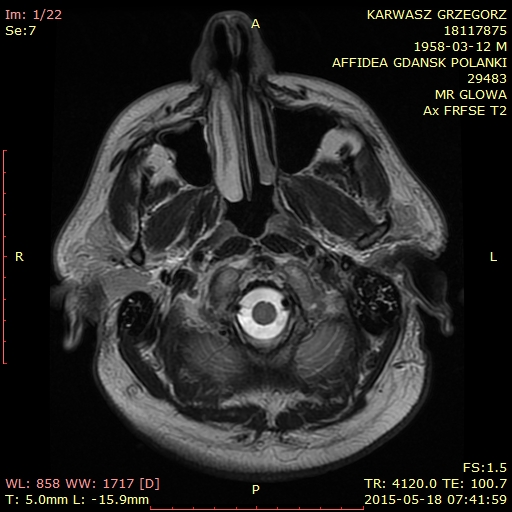 Im: 1/22
Se:7
KARWASZ GRZEGORZ
18117875
1958-03-12 M
AFFIDEA GDANSK POLANKI
29483
MR GLOWA
Ax FRFSE T2
A
R
L
P
WL: 858 WW: 1717 [D]
T: 5.0mm L: -15.9mm
FS:1.5
TR: 4120.0 TE: 100.7
2015-05-18 07:41:59